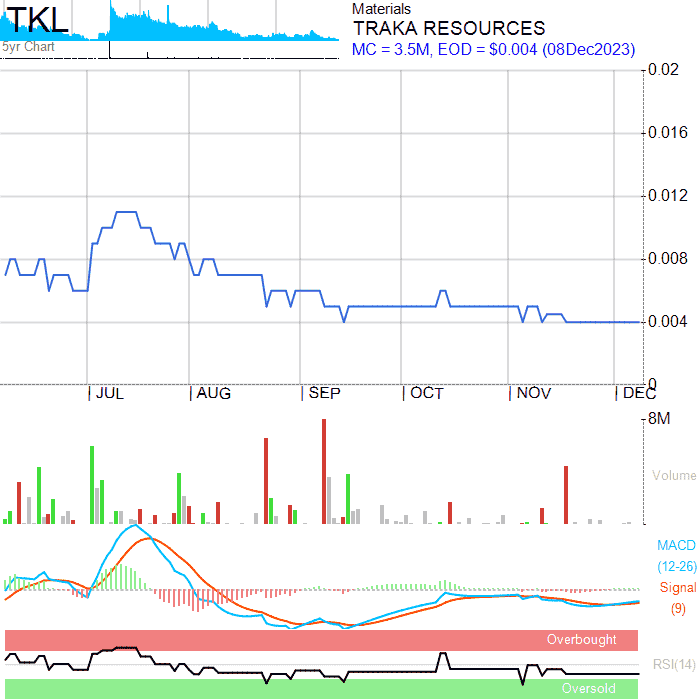 TKL
5yr Chart
Materials
TRAKA RESOURCES
MC = 3.5M, EOD = $0.004 (08Dec2023)
0.02
0.016
0.012
0.008
0.004
0
JUL AUG SEP OCT NOV DEC
8M
Volume
MACD
(12-26)
Signal
(9)
Overbought
RSI(14)
Oversold